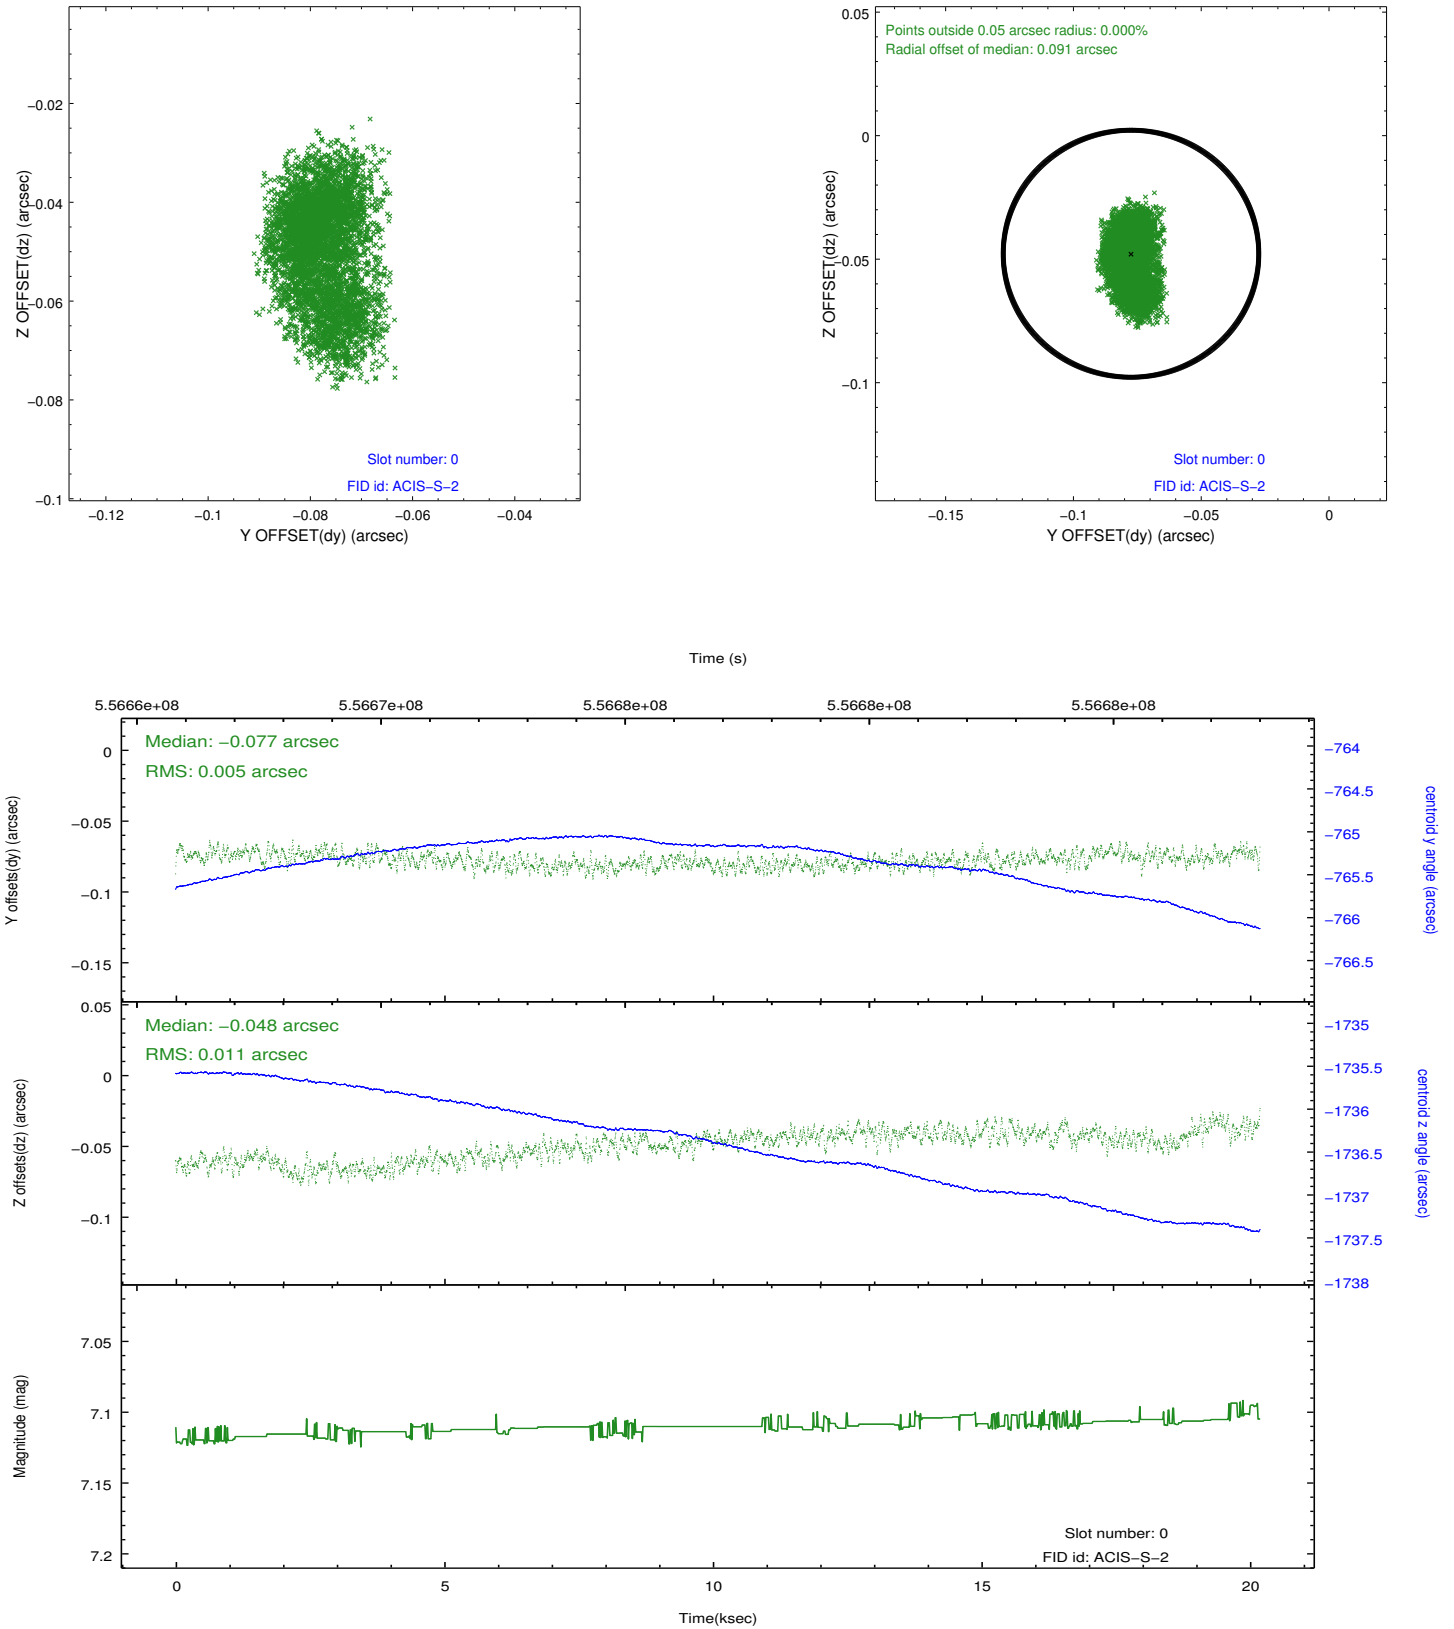 −0.02
−0.04
−0.06
−0.08
−0.1
Z OFFSET(dz) (arcsec)
Slot number: 0
FID id: ACIS−S−2
−0.12
−0.1
−0.08
−0.06
−0.04
Y OFFSET(dy) (arcsec)
0.05
0
−0.05
−0.1
Z OFFSET(dz) (arcsec)
Points outside 0.05 arcsec radius: 0.000%
Radial offset of median: 0.091 arcsec
Slot number: 0
FID id: ACIS−S−2
−0.15
−0.1
−0.05
0
Y OFFSET(dy) (arcsec)
Time (s)
5.5666e+08
5.5667e+08
5.5668e+08
5.5668e+08
5.5668e+08
Median: −0.077 arcsec
RMS: 0.005 arcsec
0
−0.05
−0.1
−0.15
Y offsets(dy) (arcsec)
−764
−764.5
−765
−765.5
−766
−766.5
centroid y angle (arcsec)
Median: −0.048 arcsec
RMS: 0.011 arcsec
0.05
0
−0.05
−0.1
Z offsets(dz) (arcsec)
−1735
−1735.5
−1736
−1736.5
−1737
−1737.5
−1738
centroid z angle (arcsec)
7.05
7.1
7.15
7.2
Magnitude (mag)
Slot number: 0
FID id: ACIS−S−2
0
5
10
15
20
Time(ksec)